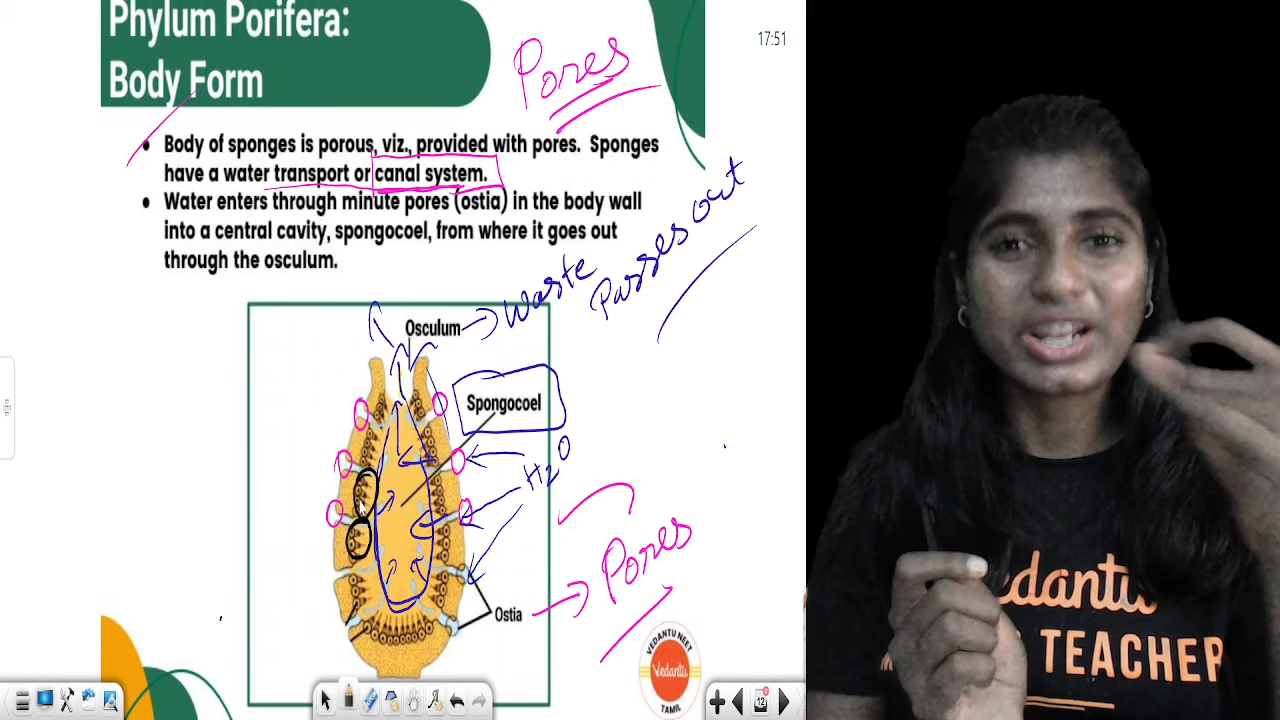 Phylum Porifera:
Body Form
Pores
17:51
• Body of sponges is porous, viz., provided with pores. Sponges
have a water transport or canal system.
• Water enters through minute pores (ostia) in the body wall
into a central cavity, spongocoel, from where it goes out
through the osculum.
Waste Passes out
Osculum
Spongocoel
H2O
Pores
Ostia
VEDANTU NEET
Vedantu
TAMIL
12
Vedantu
TEACHER